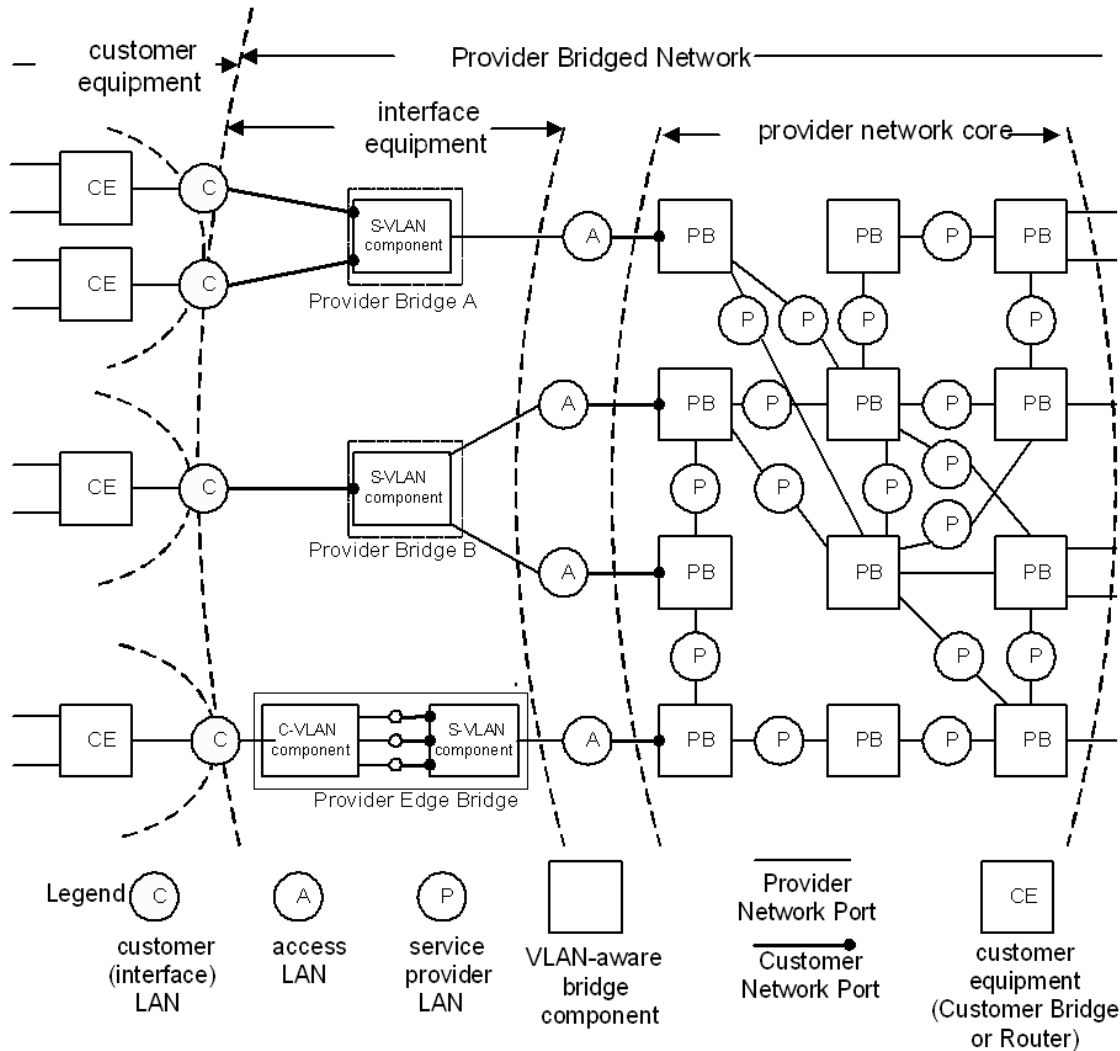 customer
equipment
Provider Bridged Network
interface
equipment
provider network core
CE
C
S-VLAN
component
A
PB
PB
P
PB
CE
C
Provider Bridge A
P
P
P
P
A
PB
P
PB
P
PB
CE
C
S-VLAN
component
P
P
P
P
P
Provider Bridge B
A
PB
PB
PB
P
P
P
CE
C
C-VLAN
component
S-VLAN
component
A
PB
P
PB
P
PB
Provider Edge Bridge
Legend
C
customer
(interface)
LAN
A
access
LAN
P
service
provider
LAN
VLAN-aware
bridge
component
Provider
Network Port
Customer
Network Port
CE
customer
equipment
(Customer Bridge
or Router)